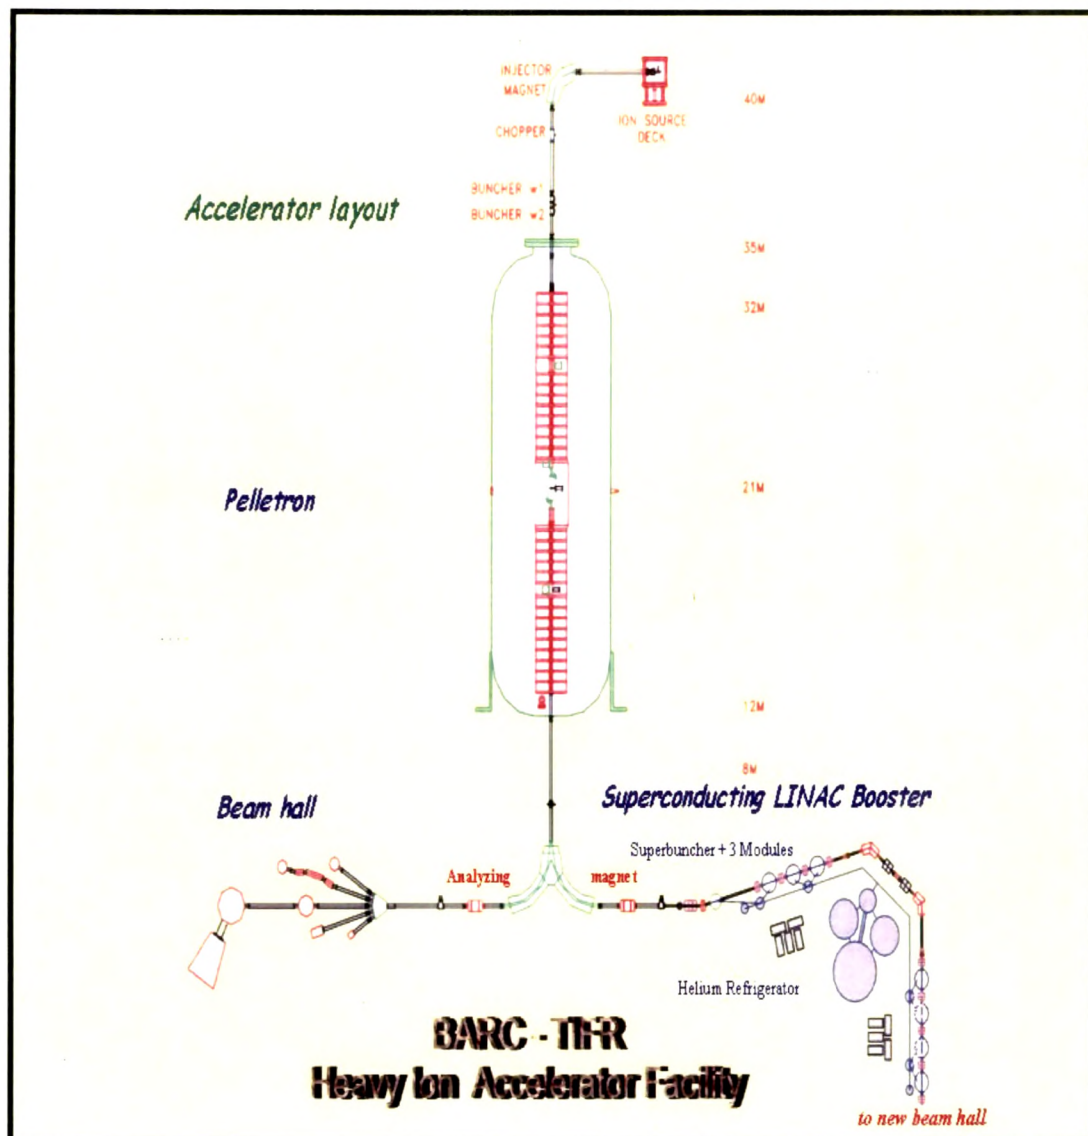 INJECTOR
MAGNET
40M
ION SOURCE
DECK
CHOPPER
BUNCHER w1
Accelerator layout
BUNCHER w2
35M
32M
Pelletron
21M
12M
8M
Beam hall
Superconducting LINAC Booster
Superbuncher + 3 Modules
Analyzing
magnet
Helium Refrigerator
BARC - TIFR
Heavy Ion Accelerator Facility
to new beam hall